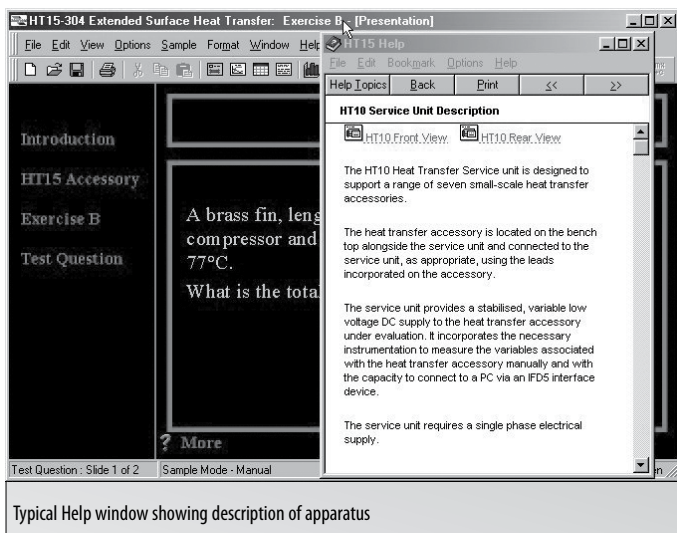 HT15-304 Extended Surface Heat Transfer: Exercise B - [Presentation]
File Edit View Options Sample Format Window Help
Introduction
HT15 Accessory
Exercise B
Test Question
A brass fin, leng
compressor and
77°C.
What is the total
? More
Test Question : Slide 1 of 2
Sample Mode - Manual
HT15 Help
File Edit Bookmark Options Help
Help Topics Back Print << >>
HT10 Service Unit Description
HT10 Front View HT10 Rear View
The HT10 Heat Transfer Service unit is designed to
support a range of seven small-scale heat transfer
accessories.
The heat transfer accessory is located on the bench
top alongside the service unit and connected to the
service unit, as appropriate, using the leads
incorporated on the accessory.
The service unit provides a stabilised, variable low
voltage DC supply to the heat transfer accessory
under evaluation. It incorporates the necessary
instrumentation to measure the variables associated
with the heat transfer accessory manually and with
the capacity to connect to a PC via an IFD5 interface
device.
The service unit requires a single phase electrical
supply.
Typical Help window showing description of apparatus